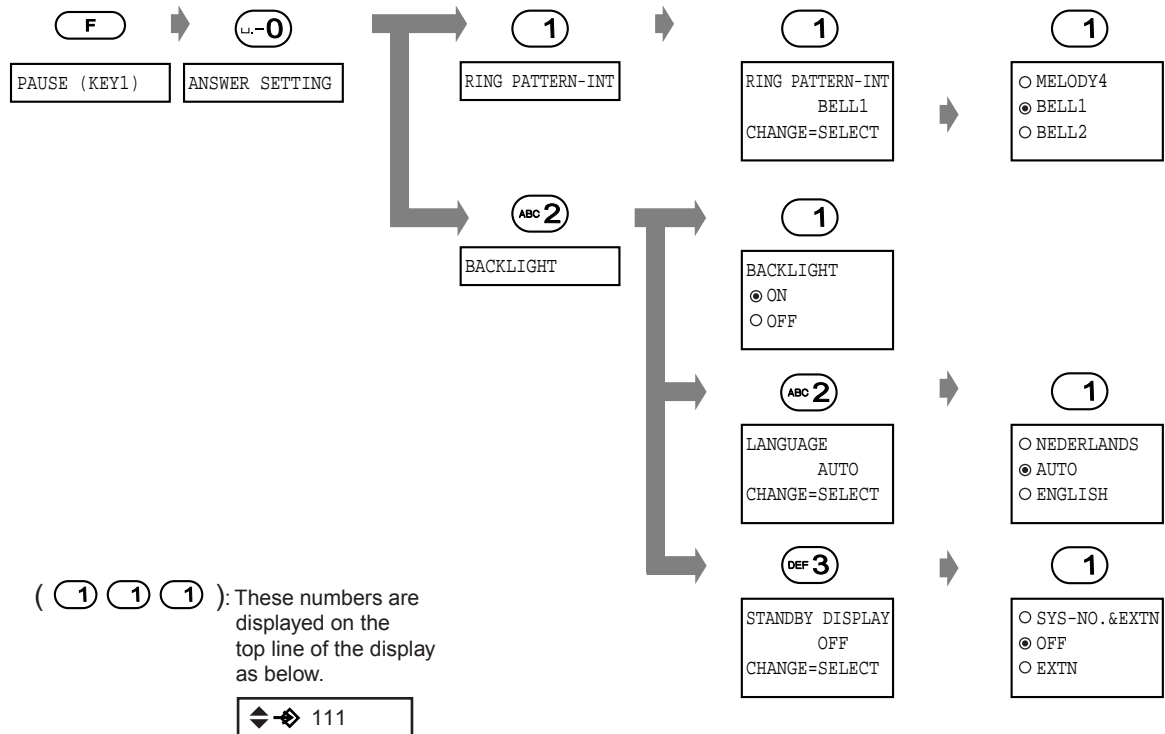 F
PAUSE (KEY1)
␣.-0
ANSWER SETTING
1
RING PATTERN-INT
1
RING PATTERN-INT
BELL1
CHANGE=SELECT
1
MELODY4
BELL1
BELL2
ABC 2
BACKLIGHT
1
BACKLIGHT
ON
OFF
ABC 2
LANGUAGE
AUTO
CHANGE=SELECT
1
NEDERLANDS
AUTO
ENGLISH
DEF 3
STANDBY DISPLAY
OFF
CHANGE=SELECT
1
SYS-NO.&EXTN
OFF
EXTN
( 1 1 1 ): These numbers are
displayed on the
top line of the display
as below.
111